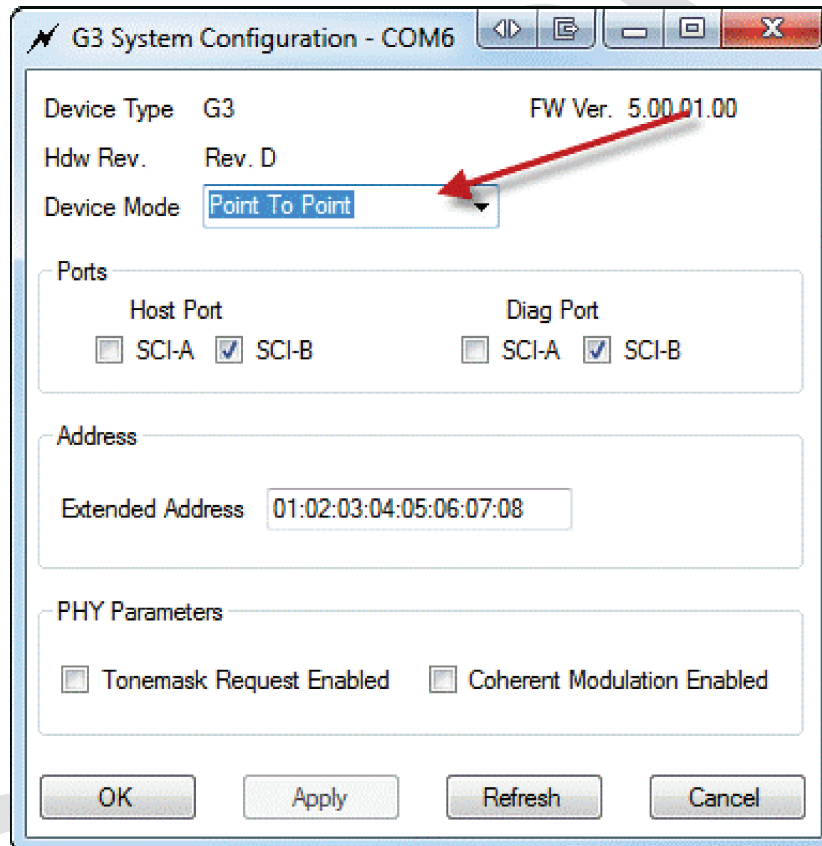 G3 System Configuration - COM6
Device Type G3 FW Ver. 5.00.01.00
Hdw Rev. Rev. D
Device Mode Point To Point
Ports
Host Port Diag Port
SCI-A SCI-B SCI-A SCI-B
Address
Extended Address 01:02:03:04:05:06:07:08
PHY Parameters
Tonemask Request Enabled Coherent Modulation Enabled
OK Apply Refresh Cancel